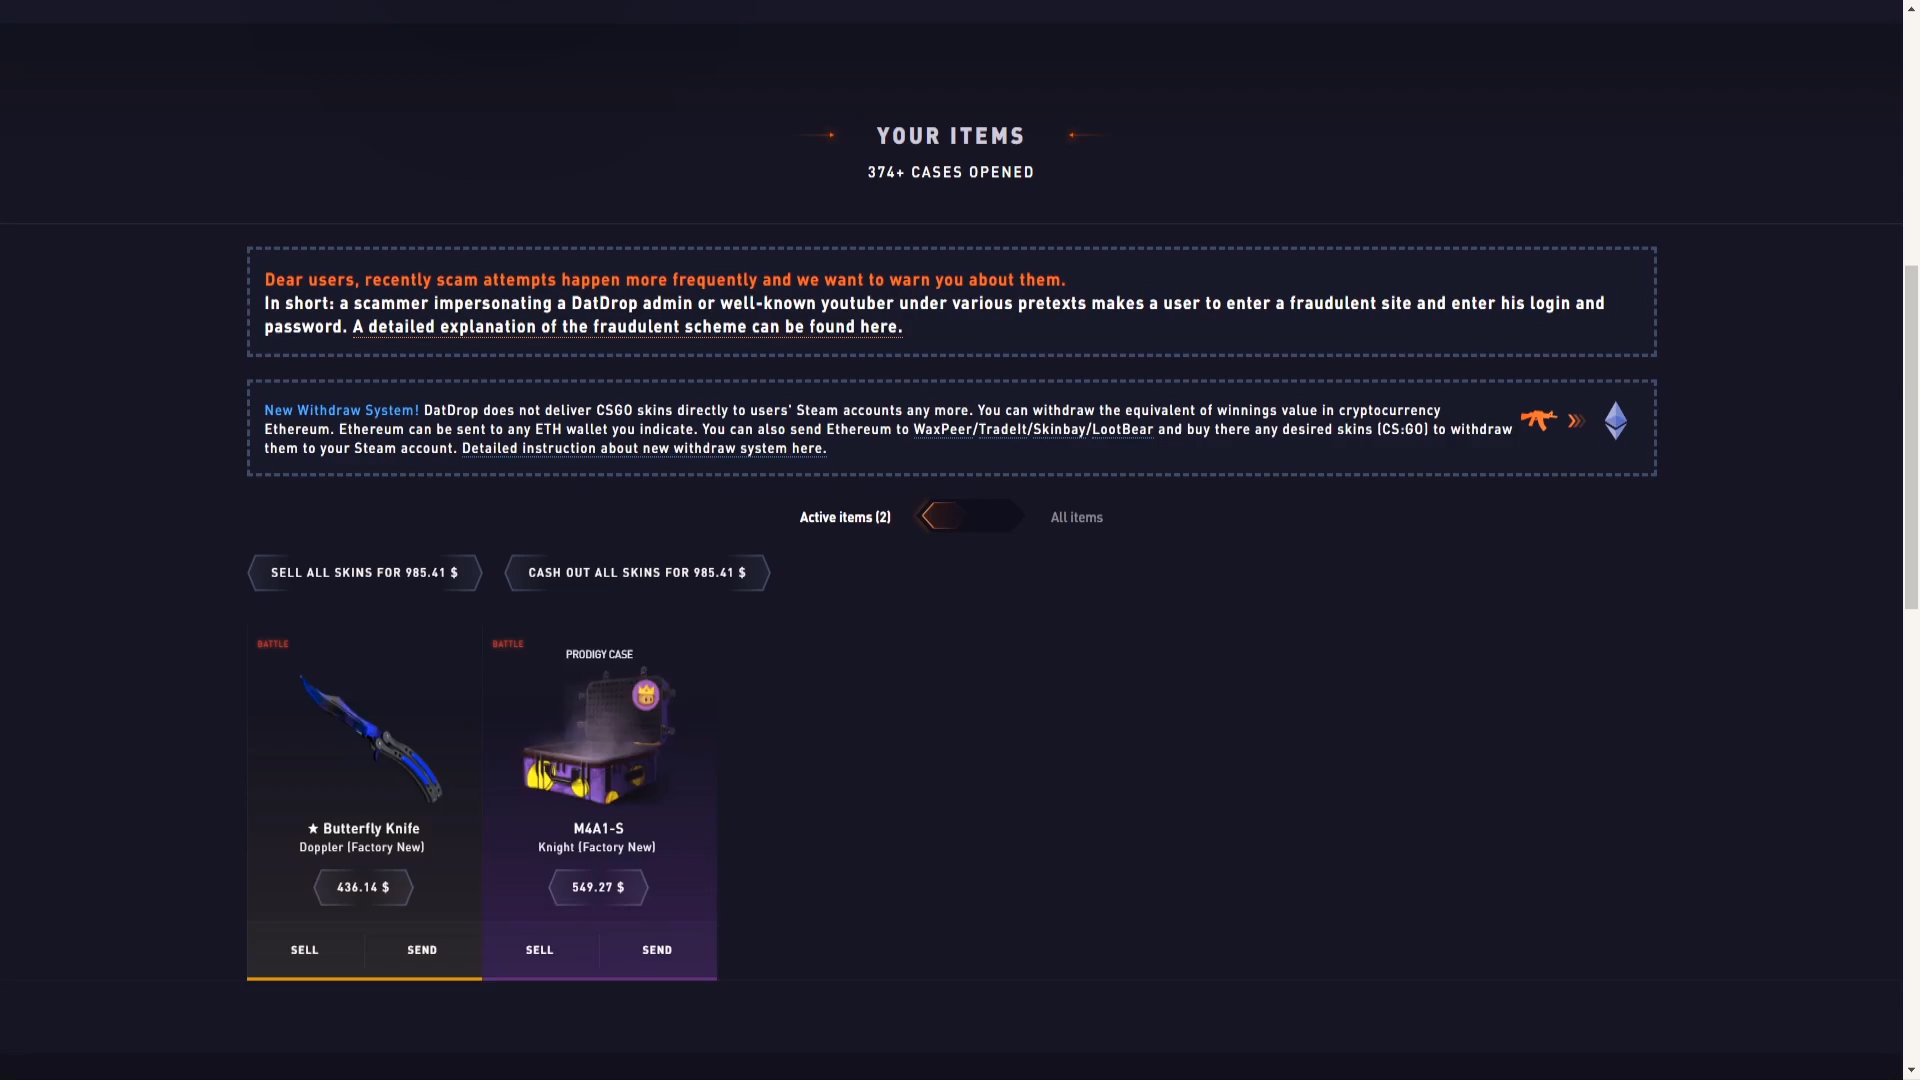 YOUR ITEMS
374+ CASES OPENED
Dear users, recently scam attempts happen more frequently and we want to warn you about them.
In short: a scammer impersonating a DatDrop admin or well-known youtuber under various pretexts makes a user to enter a fraudulent site and enter his login and
password. A detailed explanation of the fraudulent scheme can be found here.
New Withdraw System! DatDrop does not deliver CSGO skins directly to users' Steam accounts any more. You can withdraw the equivalent of winnings value in cryptocurrency
Ethereum. Ethereum can be sent to any ETH wallet you indicate. You can also send Ethereum to WaxPeer/TradeIt/Skinbay/LootBear and buy there any desired skins (CS:GO) to withdraw
them to your Steam account. Detailed instruction about new withdraw system here.
Active items (2) All items
SELL ALL SKINS FOR 985.41 $ CASH OUT ALL SKINS FOR 985.41 $
BATTLE
★ Butterfly Knife
Doppler (Factory New)
436.14 $
SELL SEND
BATTLE
PRODIGY CASE
M4A1-S
Knight (Factory New)
549.27 $
SELL SEND